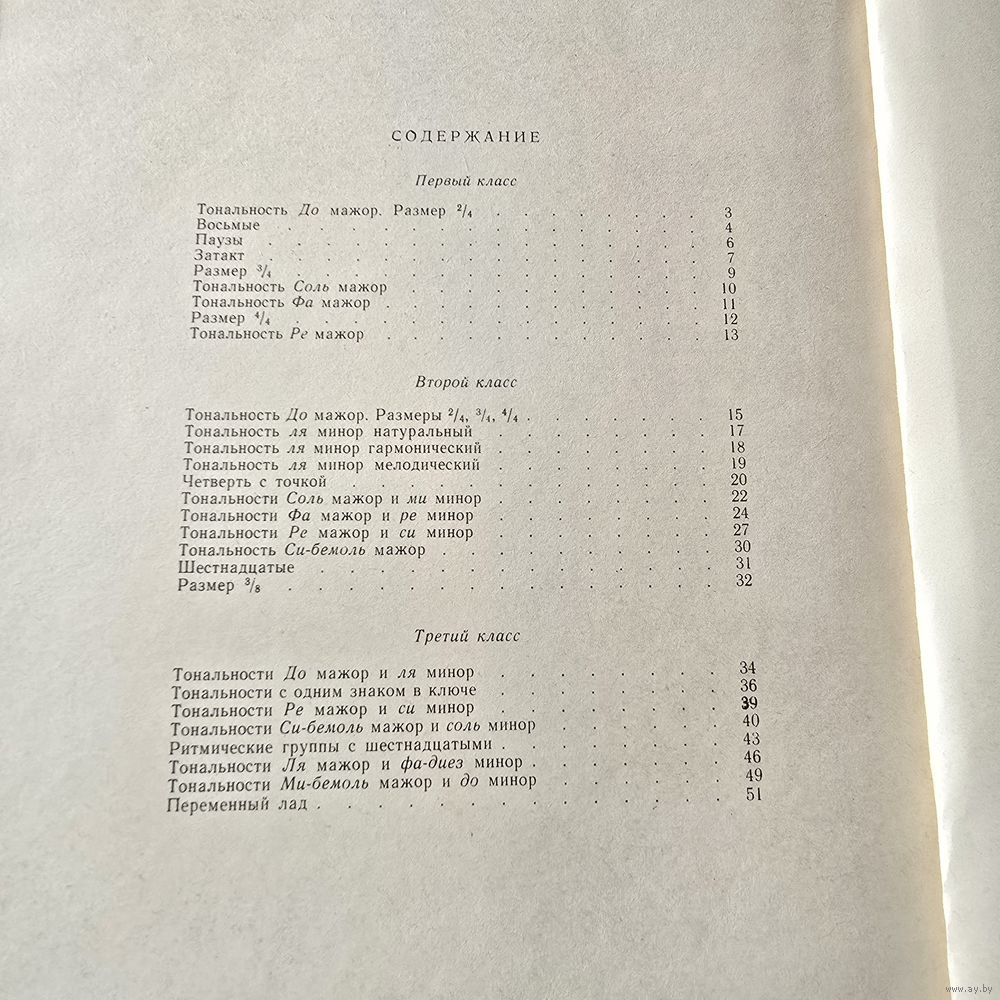 СОДЕРЖАНИЕ
Первый класс
Тональность До мажор. Размер 2/4 . . . . . . . . 3
Восьмые . . . . . . . . . . . . . . . 4
Паузы . . . . . . . . . . . . . . . . 6
Затакт . . . . . . . . . . . . . . . . 7
Размер 3/4 . . . . . . . . . . . . . . . 9
Тональность Соль мажор . . . . . . . . . . . 10
Тональность Фа мажор . . . . . . . . . . . . 11
Размер 4/4 . . . . . . . . . . . . . . . 12
Тональность Ре мажор . . . . . . . . . . . . 13
Второй класс
Тональность До мажор. Размеры 2/4, 3/4, 4/4 . . . . . . . 15
Тональность ля минор натуральный . . . . . . . . 17
Тональность ля минор гармонический . . . . . . . . 18
Тональность ля минор мелодический . . . . . . . . 19
Четверть с точкой . . . . . . . . . . . . . 20
Тональности Соль мажор и ми минор . . . . . . . . 22
Тональности Фа мажор и ре минор . . . . . . . . 24
Тональности Ре мажор и си минор . . . . . . . . 27
Тональность Си-бемоль мажор . . . . . . . . . . 30
Шестнадцатые . . . . . . . . . . . . . . 31
Размер 3/8 . . . . . . . . . . . . . . . 32
Третий класс
Тональности До мажор и ля минор . . . . . . . . 34
Тональности с одним знаком в ключе . . . . . . . . 36
Тональности Ре мажор и си минор . . . . . . . . 39
Тональности Си-бемоль мажор и соль минор . . . . . . 40
Ритмические группы с шестнадцатыми . . . . . . . . 43
Тональности Ля мажор и фа-диез минор . . . . . . . 46
Тональности Ми-бемоль мажор и до минор . . . . . . 49
Переменный лад . . . . . . . . . . . . . . 51
www.ay.by